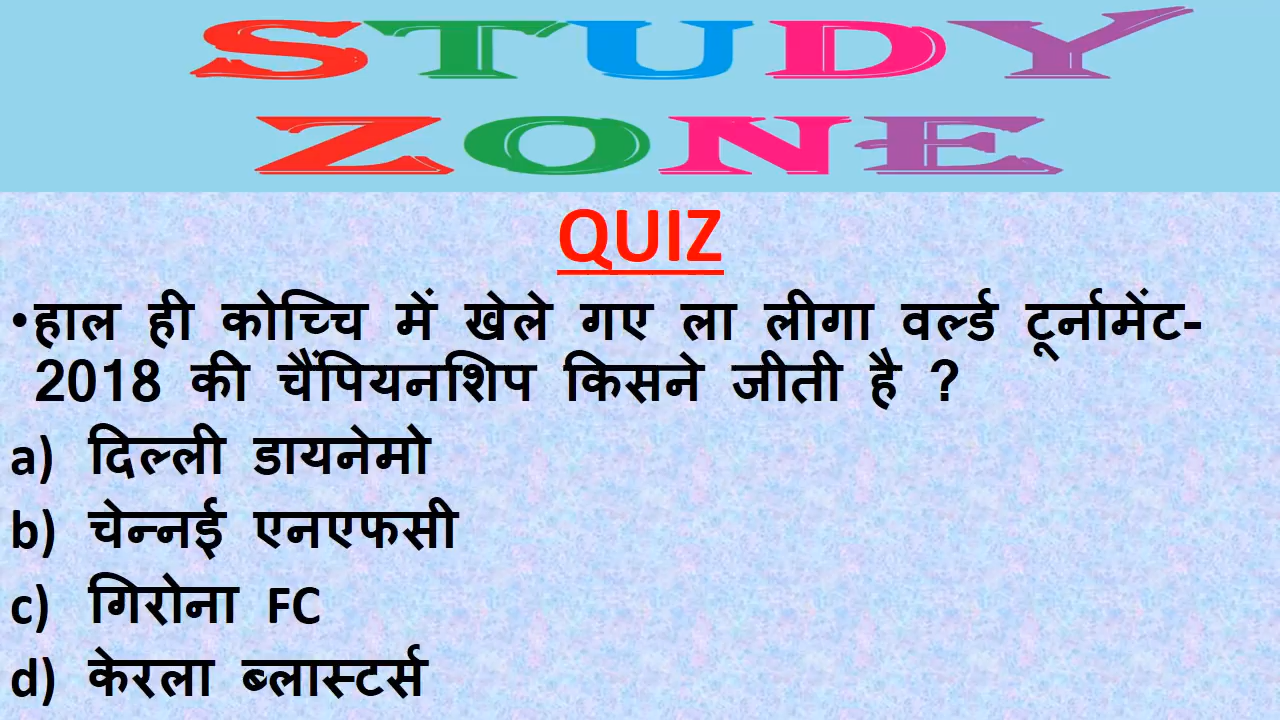 STUDY
ZONE
QUIZ
•हाल ही कोच्चि में खेले गए ला लीगा वर्ल्ड टूर्नामेंट-
2018 की चैंपियनशिप किसने जीती है ?
a) दिल्ली डायनेमो
b) चेन्नई एनएफसी
c) गिरोना FC
d) केरला ब्लास्टर्स